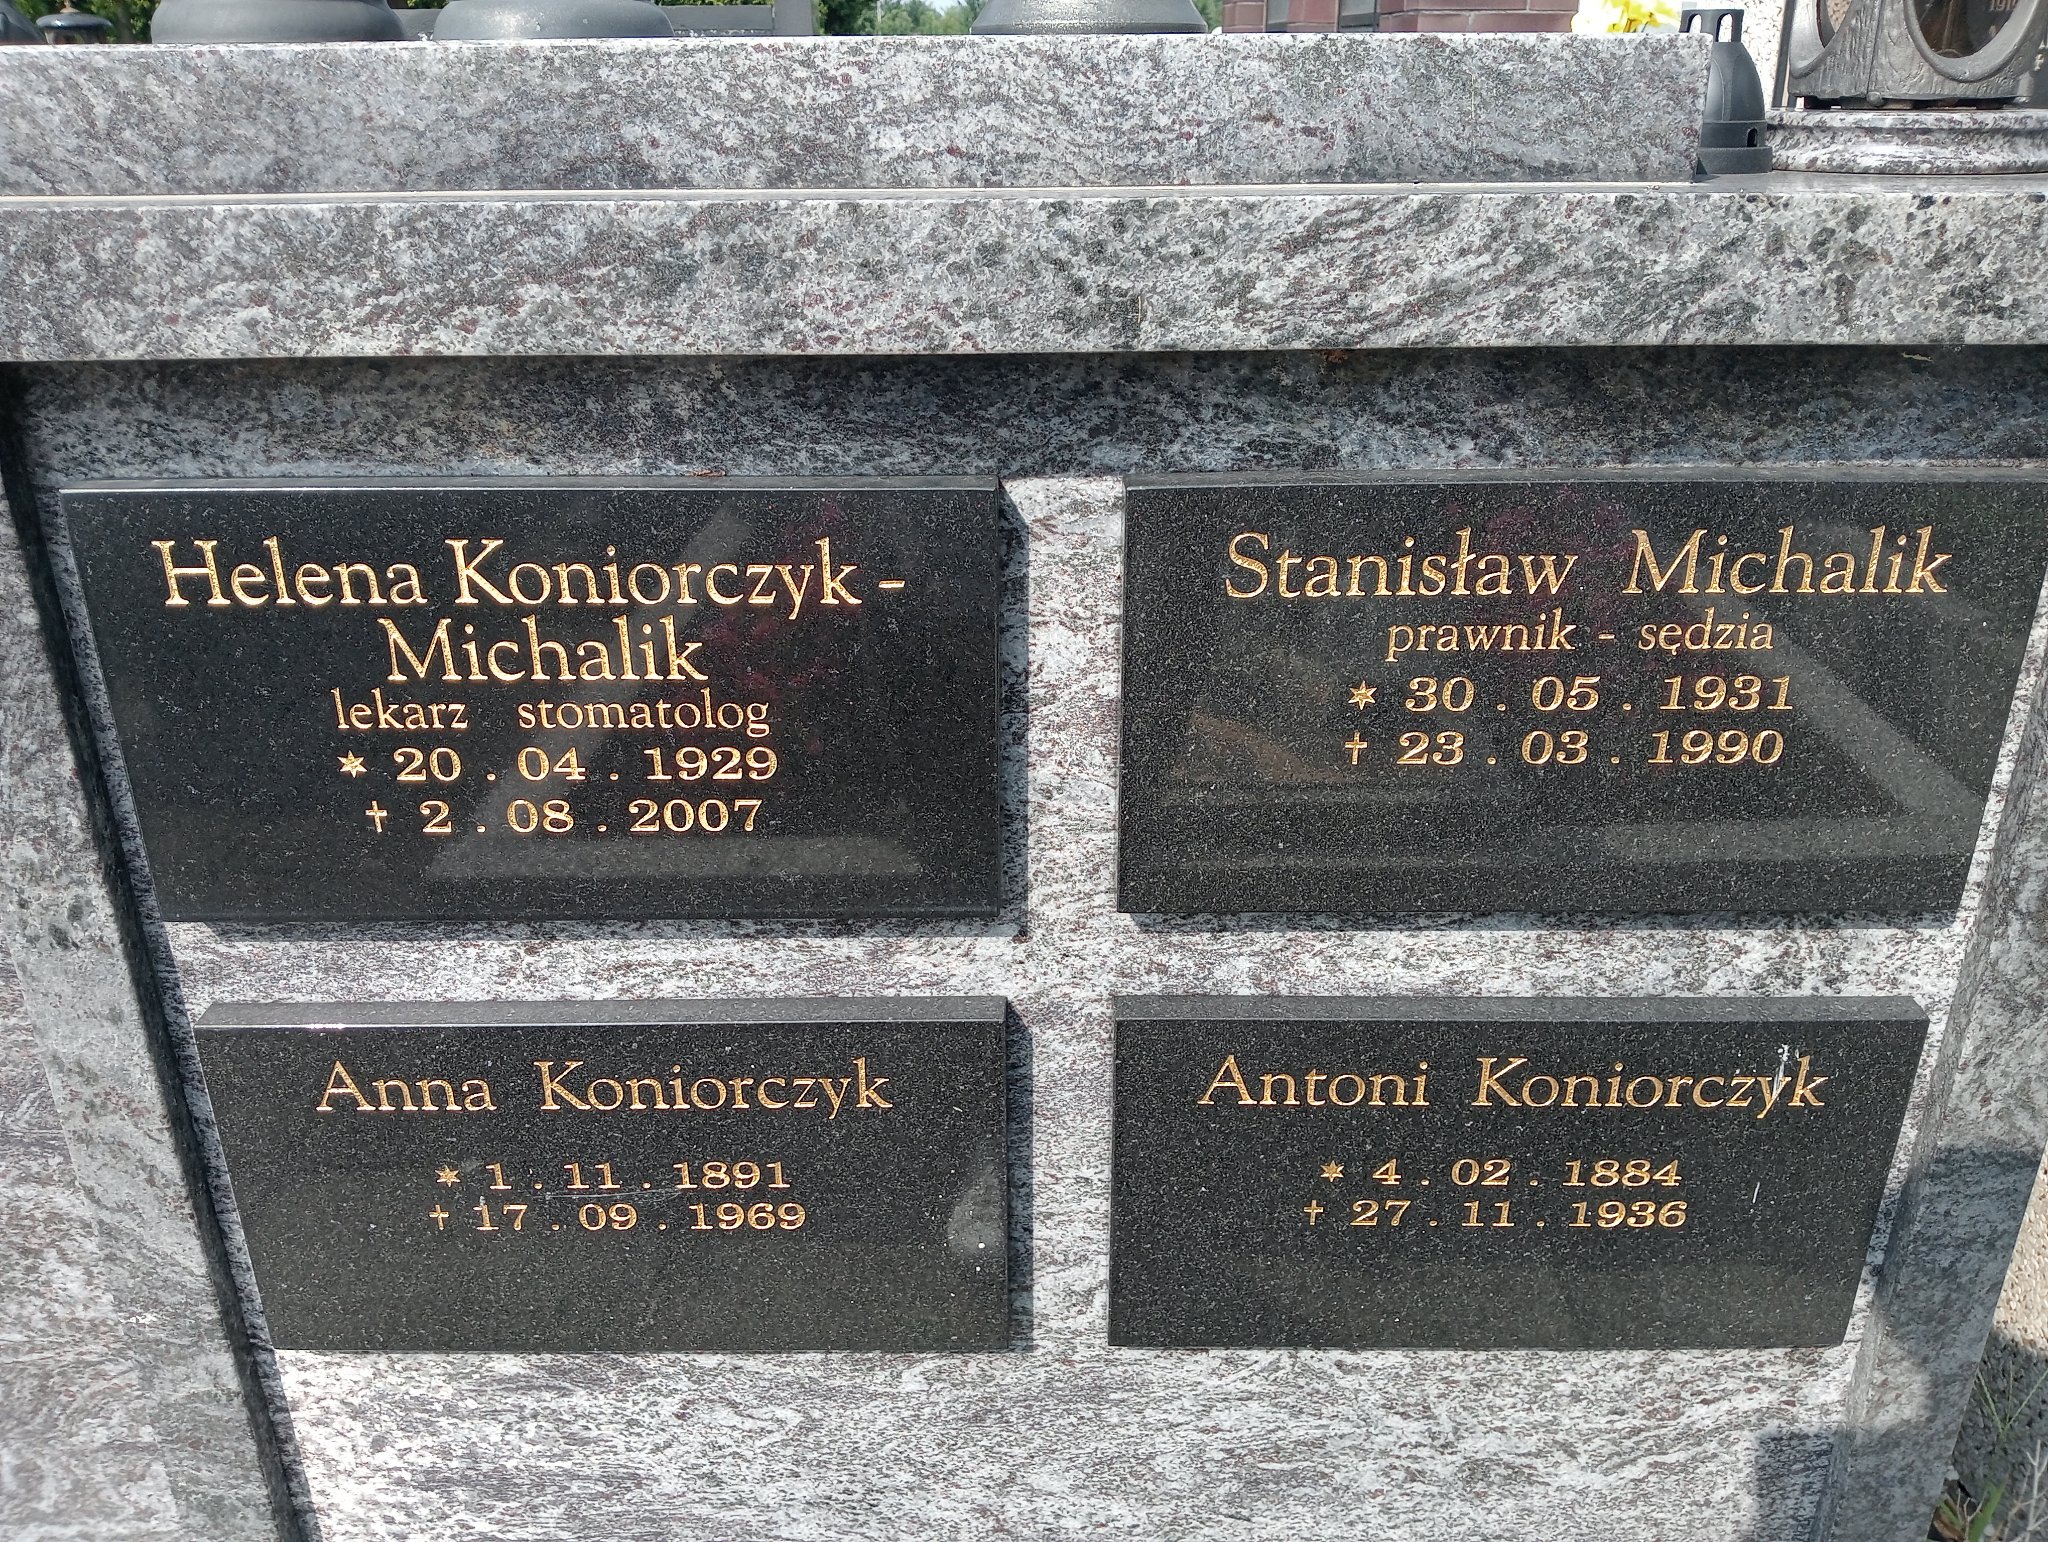 Helena Koniorczyk -
Michalik
lekarz stomatolog
* 20 . 04 . 1929
† 2 . 08 . 2007
Stanisław Michalik
prawnik - sędzia
* 30 . 05 . 1931
† 23 . 03 . 1990
Anna Koniorczyk
* 1 . 11 . 1891
† 17 . 09 . 1969
Antoni Koniorczyk
* 4 . 02 . 1884
† 27 . 11 . 1936